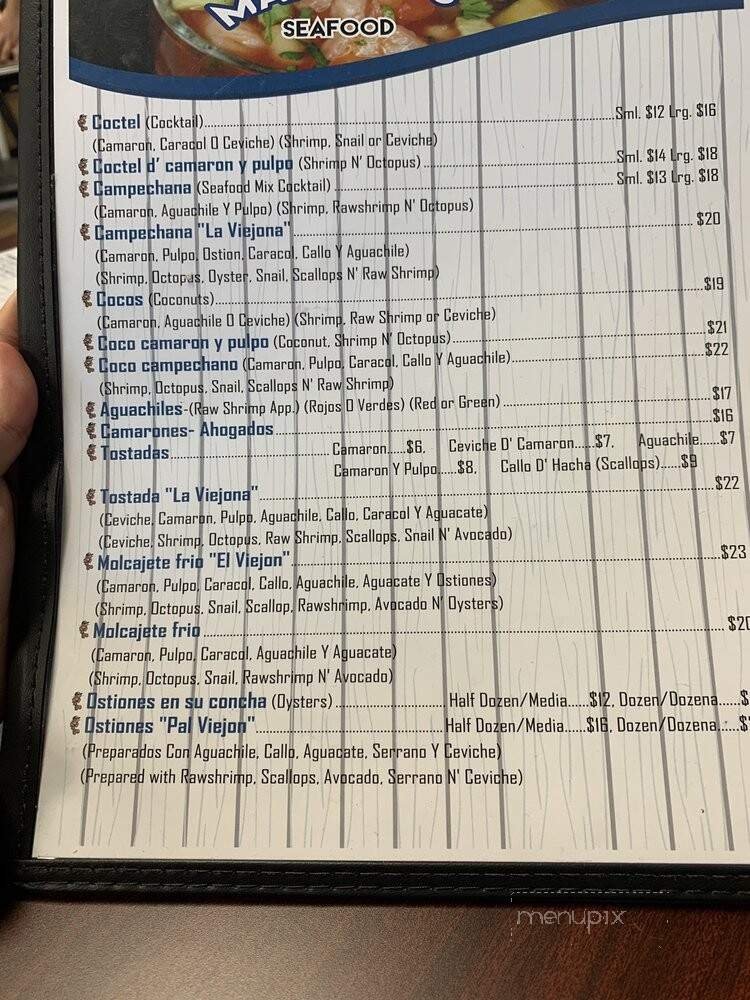 SEAFOOD
Coctel (Cocktail)..........Sml. $12 Lrg. $16
(Camaron, Caracol O Ceviche) (Shrimp, Snail or Ceviche)
Coctel d' camaron y pulpo (Shrimp N' Octopus)..........Sml. $14 Lrg. $18
Campechana (Seafood Mix Cocktail)..........Sml. $13 Lrg. $18
(Camaron, Aguachile Y Pulpo) (Shrimp, Rawshrimp N' Octopus)
Campechana "La Viejona"..........$20
(Camaron, Pulpo, Ostion, Caracol, Callo Y Aguachile)
(Shrimp, Octopus, Oyster, Snail, Scallops N' Raw Shrimp)
Cocos (Coconuts)..........$19
(Camaron, Aguachile O Ceviche) (Shrimp, Raw Shrimp or Ceviche)
Coco camaron y pulpo (Coconut, Shrimp N' Octopus)..........$21
Coco campechano (Camaron, Pulpo, Caracol, Callo Y Aguachile)..........$22
(Shrimp, Octopus, Snail, Scallops N' Raw Shrimp)
Aguachiles-(Raw Shrimp App.) (Rojos O Verdes) (Red or Green)..........$17
Camarones- Ahogados..........$16
Tostadas..........Camaron.....$6, Ceviche D' Camaron.....$7, Aguachile.....$7
Camaron Y Pulpo.....$8, Callo D' Hacha (Scallops).....$9
Tostada "La Viejona"..........$22
(Ceviche, Camaron, Pulpo, Aguachile, Callo, Caracol Y Aguacate)
(Ceviche, Shrimp, Octopus, Raw Shrimp, Scallops, Snail N' Avocado)
Molcajete frio "El Viejon"..........$23
(Camaron, Pulpo, Caracol, Callo, Aguachile, Aguacate Y Ostiones)
(Shrimp, Octopus, Snail, Scallop, Rawshrimp, Avocado N' Oysters)
Molcajete frio..........$20
(Camaron, Pulpo, Caracol, Aguachile Y Aguacate)
(Shrimp, Octopus, Snail, Rawshrimp N' Avocado)
Ostiones en su concha (Oysters)..........Half Dozen/Media.....$12, Dozen/Dozena.....$
Ostiones "Pal Viejon"..........Half Dozen/Media.....$16, Dozen/Dozena.....$
(Preparados Con Aguachile, Callo, Aguacate, Serrano Y Ceviche)
(Prepared with Rawshrimp, Scallops, Avocado, Serrano N' Ceviche)
menupix